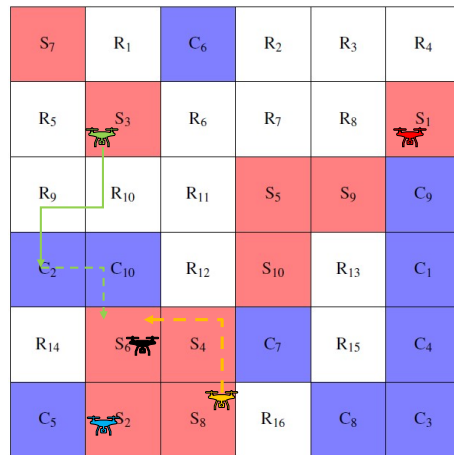 S₇ R₁ C₆ R₂ R₃ R₄
R₅ S₃ R₆ R₇ R₈ S₁
R₉ R₁₀ R₁₁ S₅ S₉ C₉
C₂ C₁₀ R₁₂ S₁₀ R₁₃ C₁
R₁₄ S₆ S₄ C₇ R₁₅ C₄
C₅ S₂ S₈ R₁₆ C₈ C₃